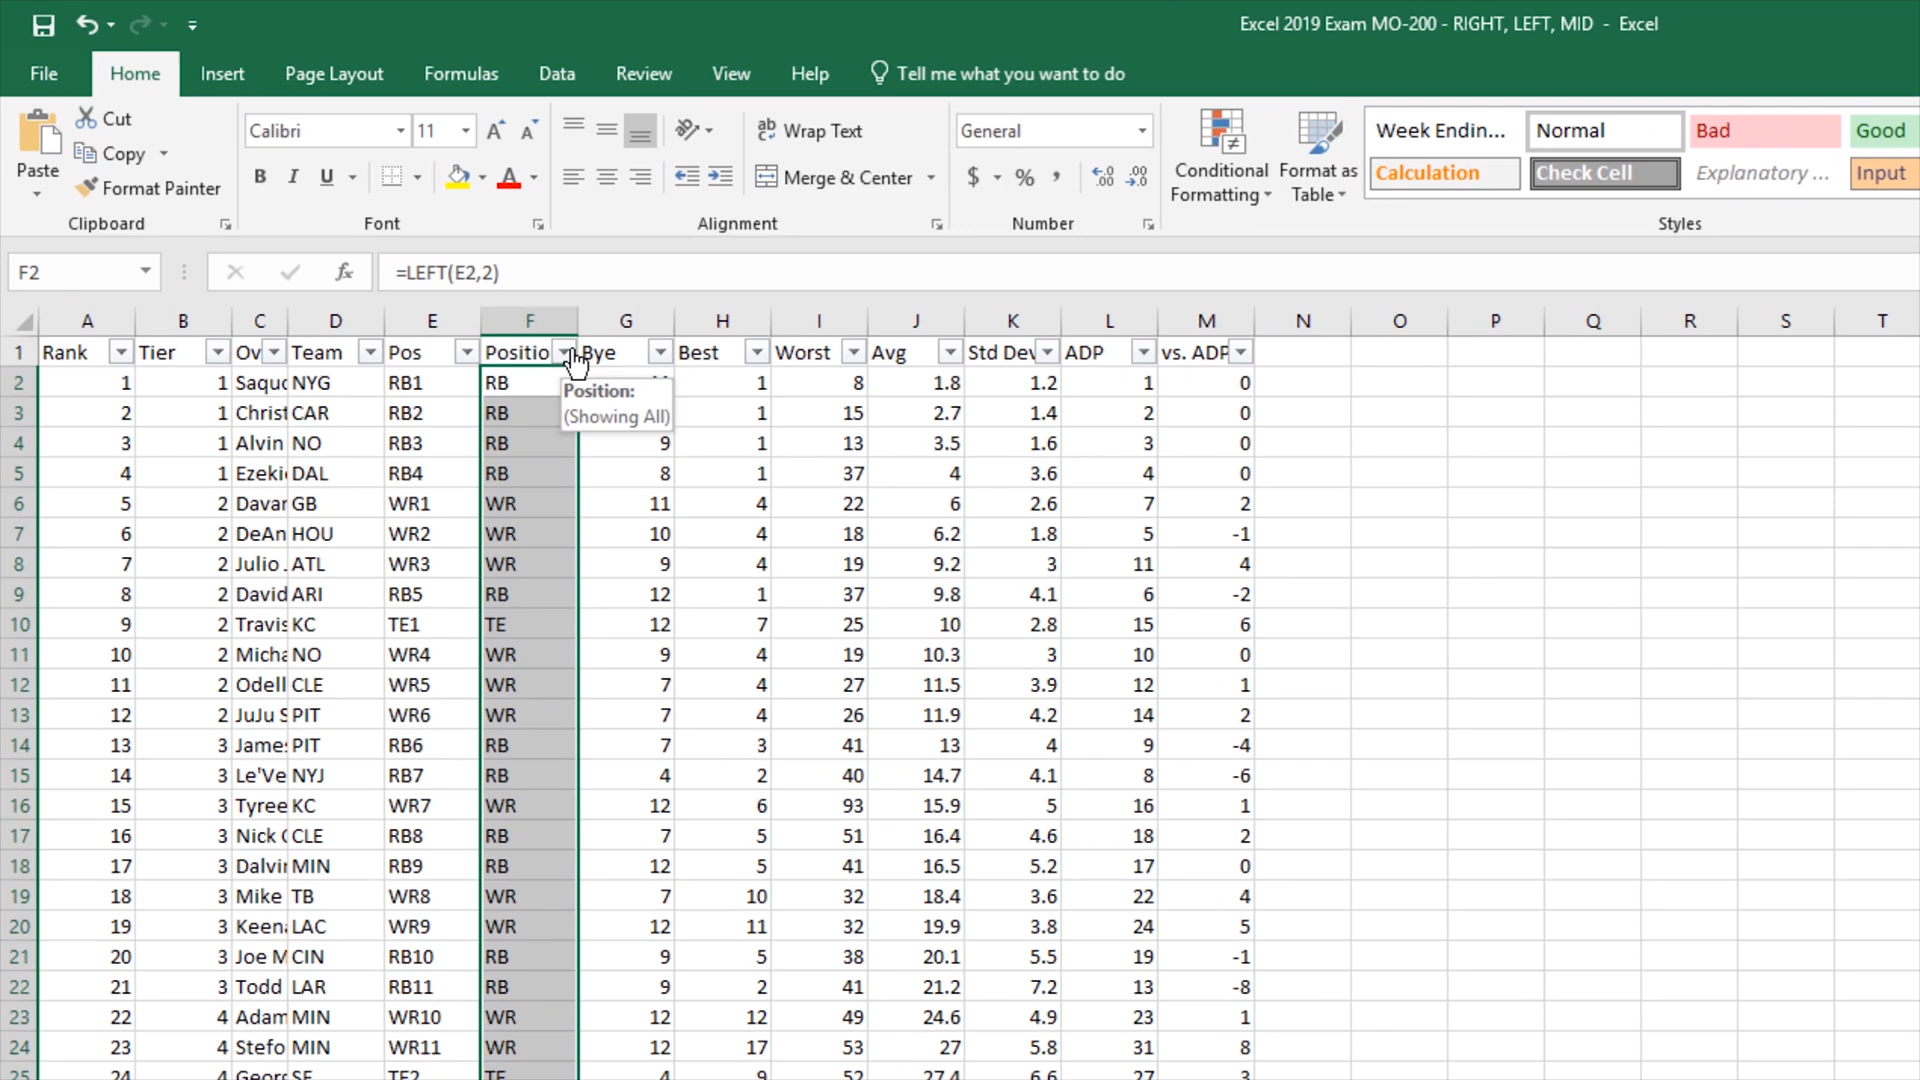 Excel 2019 Exam MO-200 - RIGHT, LEFT, MID - Excel
File Home Insert Page Layout Formulas Data Review View Help Tell me what you want to do
Cut
Copy
Format Painter
Paste
Clipboard
Calibri 11
B I U
Font
Wrap Text
Merge & Center
Alignment
General
$ % ,
Number
Conditional Formatting
Format as Table
Week Endin... Normal Bad Good
Calculation Check Cell Explanatory ... Input
Styles
F2 fx =LEFT(E2,2)
A B C D E F G H I J K L M N O P Q R S T
1 Rank Tier Ov Team Pos Positio Bye Best Worst Avg Std Dev ADP vs. ADP
2 1 1 Saquo NYG RB1 RB 1 8 1.8 1.2 1 0
3 2 1 Christ CAR RB2 RB 1 15 2.7 1.4 2 0
4 3 1 Alvin NO RB3 RB 9 1 13 3.5 1.6 3 0
5 4 1 Ezekie DAL RB4 RB 8 1 37 4 3.6 4 0
6 5 2 Davan GB WR1 WR 11 4 22 6 2.6 7 2
7 6 2 DeAn HOU WR2 WR 10 4 18 6.2 1.8 5 -1
8 7 2 Julio ATL WR3 WR 9 4 19 9.2 3 11 4
9 8 2 David ARI RB5 RB 12 1 37 9.8 4.1 6 -2
10 9 2 Travis KC TE1 TE 12 7 25 10 2.8 15 6
11 10 2 Micha NO WR4 WR 9 4 19 10.3 3 10 0
12 11 2 Odell CLE WR5 WR 7 4 27 11.5 3.9 12 1
13 12 2 JuJu S PIT WR6 WR 7 4 26 11.9 4.2 14 2
14 13 3 James PIT RB6 RB 7 3 41 13 4 9 -4
15 14 3 Le'Ve NYJ RB7 RB 4 2 40 14.7 4.1 8 -6
16 15 3 Tyree KC WR7 WR 12 6 93 15.9 5 16 1
17 16 3 Nick C CLE RB8 RB 7 5 51 16.4 4.6 18 2
18 17 3 Dalvin MIN RB9 RB 12 5 41 16.5 5.2 17 0
19 18 3 Mike TB WR8 WR 7 10 32 18.4 3.6 22 4
20 19 3 Keena LAC WR9 WR 12 11 32 19.9 3.8 24 5
21 20 3 Joe M CIN RB10 RB 9 5 38 20.1 5.5 19 -1
22 21 3 Todd LAR RB11 RB 9 2 41 21.2 7.2 13 -8
23 22 4 Adam MIN WR10 WR 12 12 49 24.6 4.9 23 1
24 23 4 Stefo MIN WR11 WR 12 17 53 27 5.8 31 8
25 24 4 Georg SF TE2 TE 4 9 52 27.4 6.6 27 3
Position:
(Showing All)